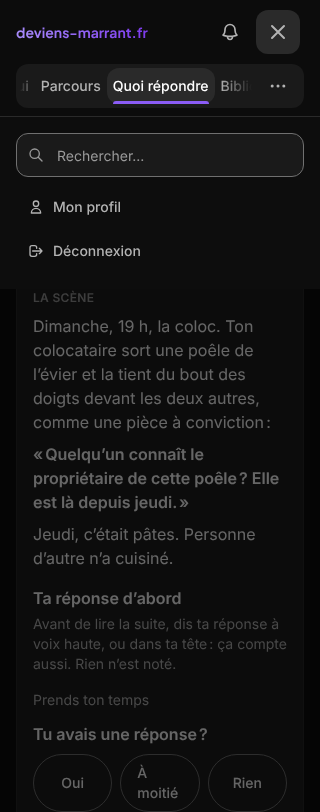 deviens-marrant.fr
Parcours Quoi répondre
Rechercher...
Mon profil
Déconnexion
LA SCÈNE
Dimanche, 19 h, la coloc. Ton
colocataire sort une poêle de
l’évier et la tient du bout des
doigts devant les deux autres,
comme une pièce à conviction :
« Quelqu’un connaît le
propriétaire de cette poêle ? Elle
est là depuis jeudi. »
Jeudi, c’était pâtes. Personne
d’autre n’a cuisiné.
Ta réponse d’abord
Avant de lire la suite, dis ta réponse à
voix haute, ou dans ta tête : ça compte
aussi. Rien n’est noté.
Prends ton temps
Tu avais une réponse ?
Oui
À
moitié
Rien